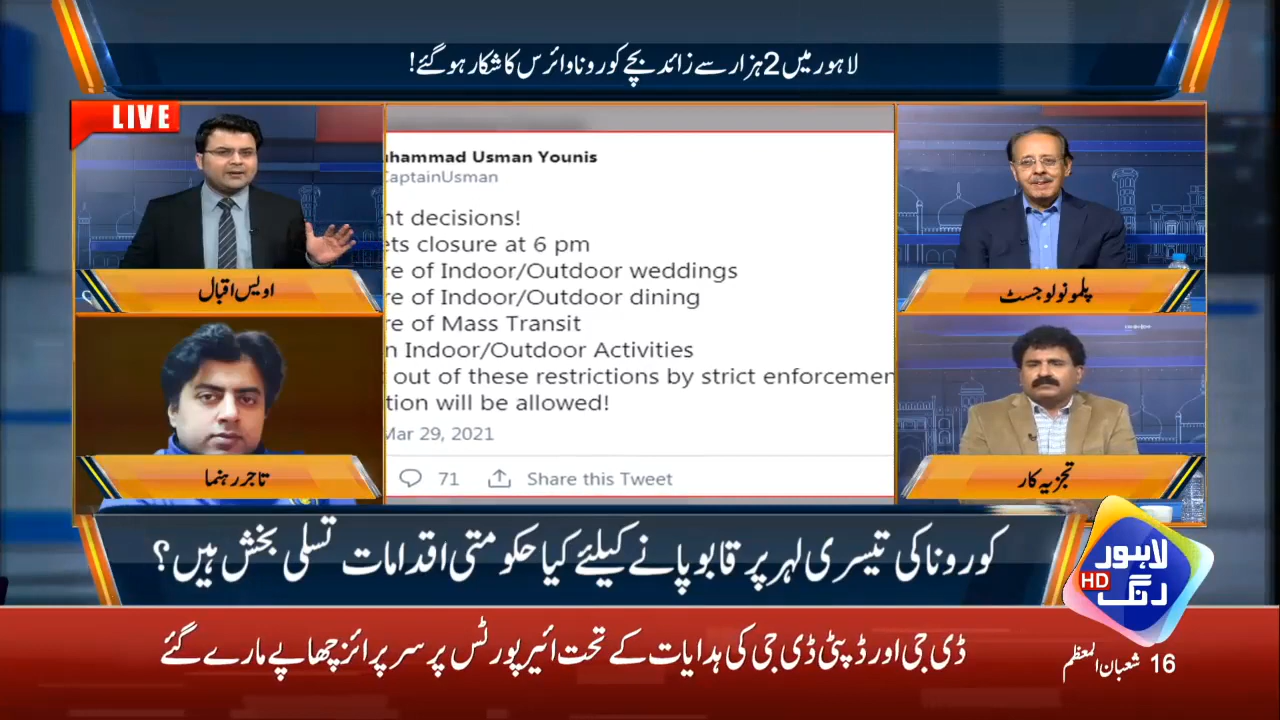 لاہور میں 2 ہزار سے زائد بچے کورونا وائرس کا شکار ہوگئے!
LIVE
اویس اقبال
تاجر رہنما
uhammad Usman Younis
CaptainUsman
nt decisions!
ets closure at 6 pm
re of Indoor/Outdoor weddings
re of Indoor/Outdoor dining
re of Mass Transit
n Indoor/Outdoor Activities
out of these restrictions by strict enforcemen
tion will be allowed!
Mar 29, 2021
71 Share this Tweet
پلمونولوجسٹ
تجزیہ کار
کورونا کی تیسری لہر پر قابو پانے کیلئے کیا حکومتی اقدامات تسلی بخش ہیں؟
لاہور
رنگ HD
ڈی جی اور ڈپٹی ڈی جی کی ہدایات کے تحت ائیرپورٹس پر سرپرائز چھاپے مارے گئے
16 شعبان المعظم